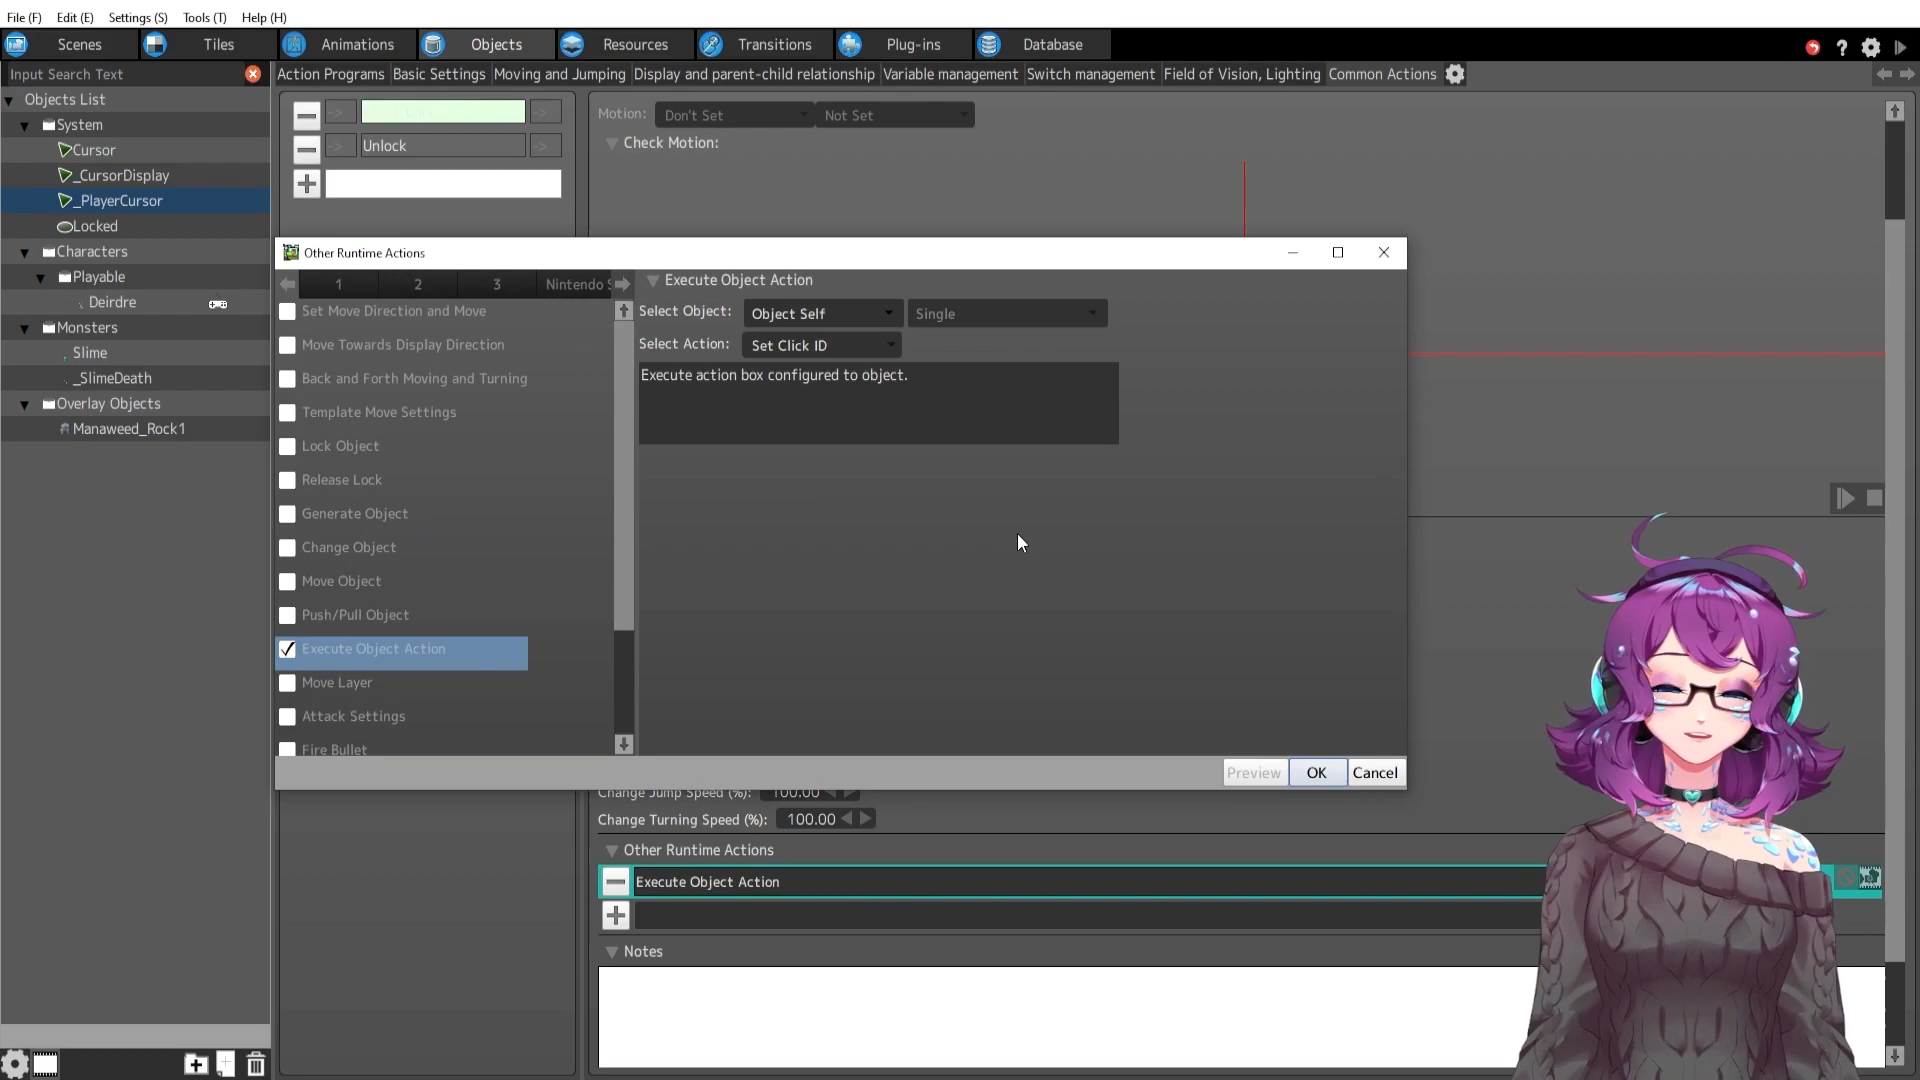 File (F) Edit (E) Settings (S) Tools (T) Help (H)
Scenes Tiles Animations Objects Resources Transitions Plug-ins Database
Input Search Text
Action Programs Basic Settings Moving and Jumping Display and parent-child relationship Variable management Switch management Field of Vision, Lighting Common Actions
Objects List
System
Cursor
_CursorDisplay
_PlayerCursor
Locked
Characters
Playable
Deirdre
Monsters
Slime
_SlimeDeath
Overlay Objects
Manaweed_Rock1
Unlock
Motion: Don't Set Not Set
Check Motion:
Other Runtime Actions
1 2 3 Nintendo S
Set Move Direction and Move
Move Towards Display Direction
Back and Forth Moving and Turning
Template Move Settings
Lock Object
Release Lock
Generate Object
Change Object
Move Object
Push/Pull Object
Execute Object Action
Move Layer
Attack Settings
Fire Bullet
Execute Object Action
Select Object: Object Self Single
Select Action: Set Click ID
Execute action box configured to object.
Preview OK Cancel
Change Jump Speed (%): 100.00
Change Turning Speed (%): 100.00
Other Runtime Actions
Execute Object Action
Notes